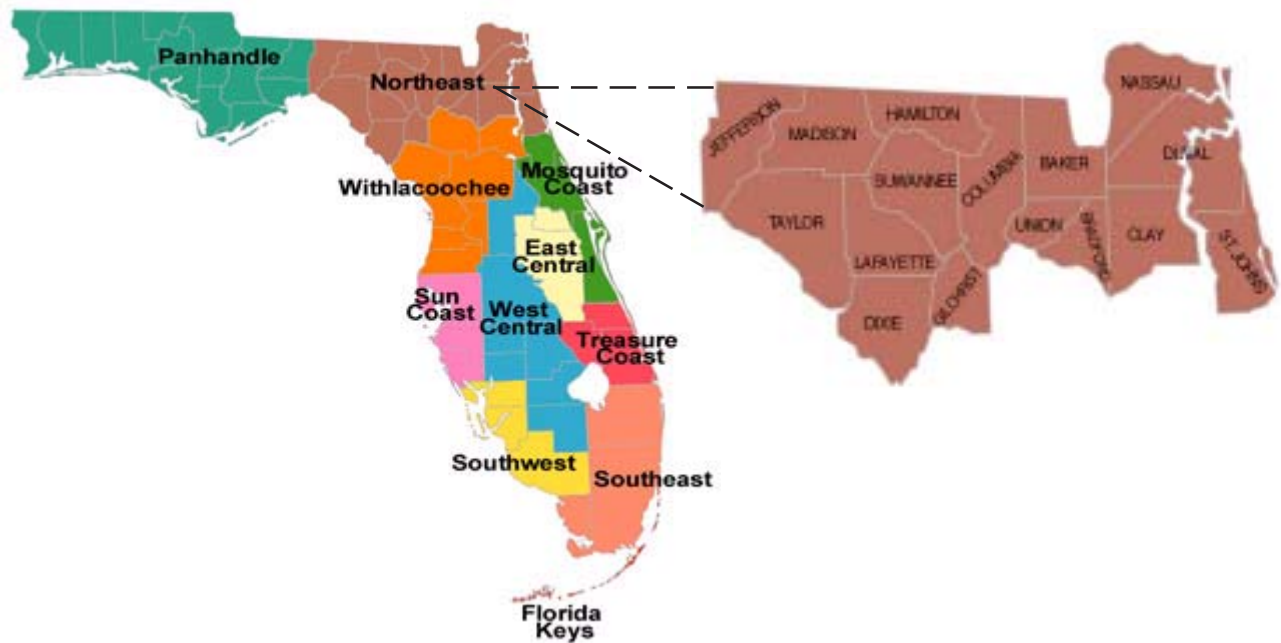 Panhandle
Northeast
Withlacoochee
Mosquito
Coast
East
Central
Sun
Coast
West
Central
Treasure
Coast
Southwest
Southeast
Florida
Keys
NASSAU
JEFFERSON
MADISON
HAMILTON
DUVAL
BAKER
COLUMBIA
SUWANNEE
TAYLOR
UNION
BRADFORD
CLAY
ST. JOHNS
LAFAYETTE
GILCHRIST
DIXIE